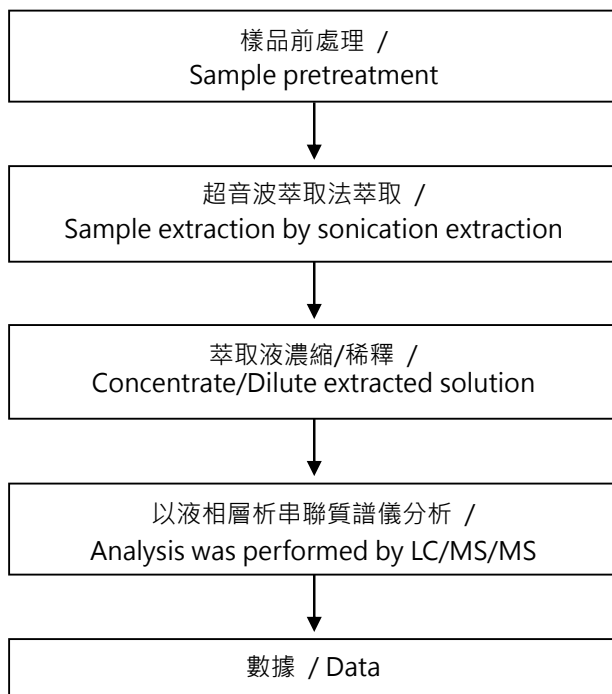 樣品前處理 /
Sample pretreatment
超音波萃取法萃取 /
Sample extraction by sonication extraction
萃取液濃縮/稀釋 /
Concentrate/Dilute extracted solution
以液相層析串聯質譜儀分析 /
Analysis was performed by LC/MS/MS
數據 / Data